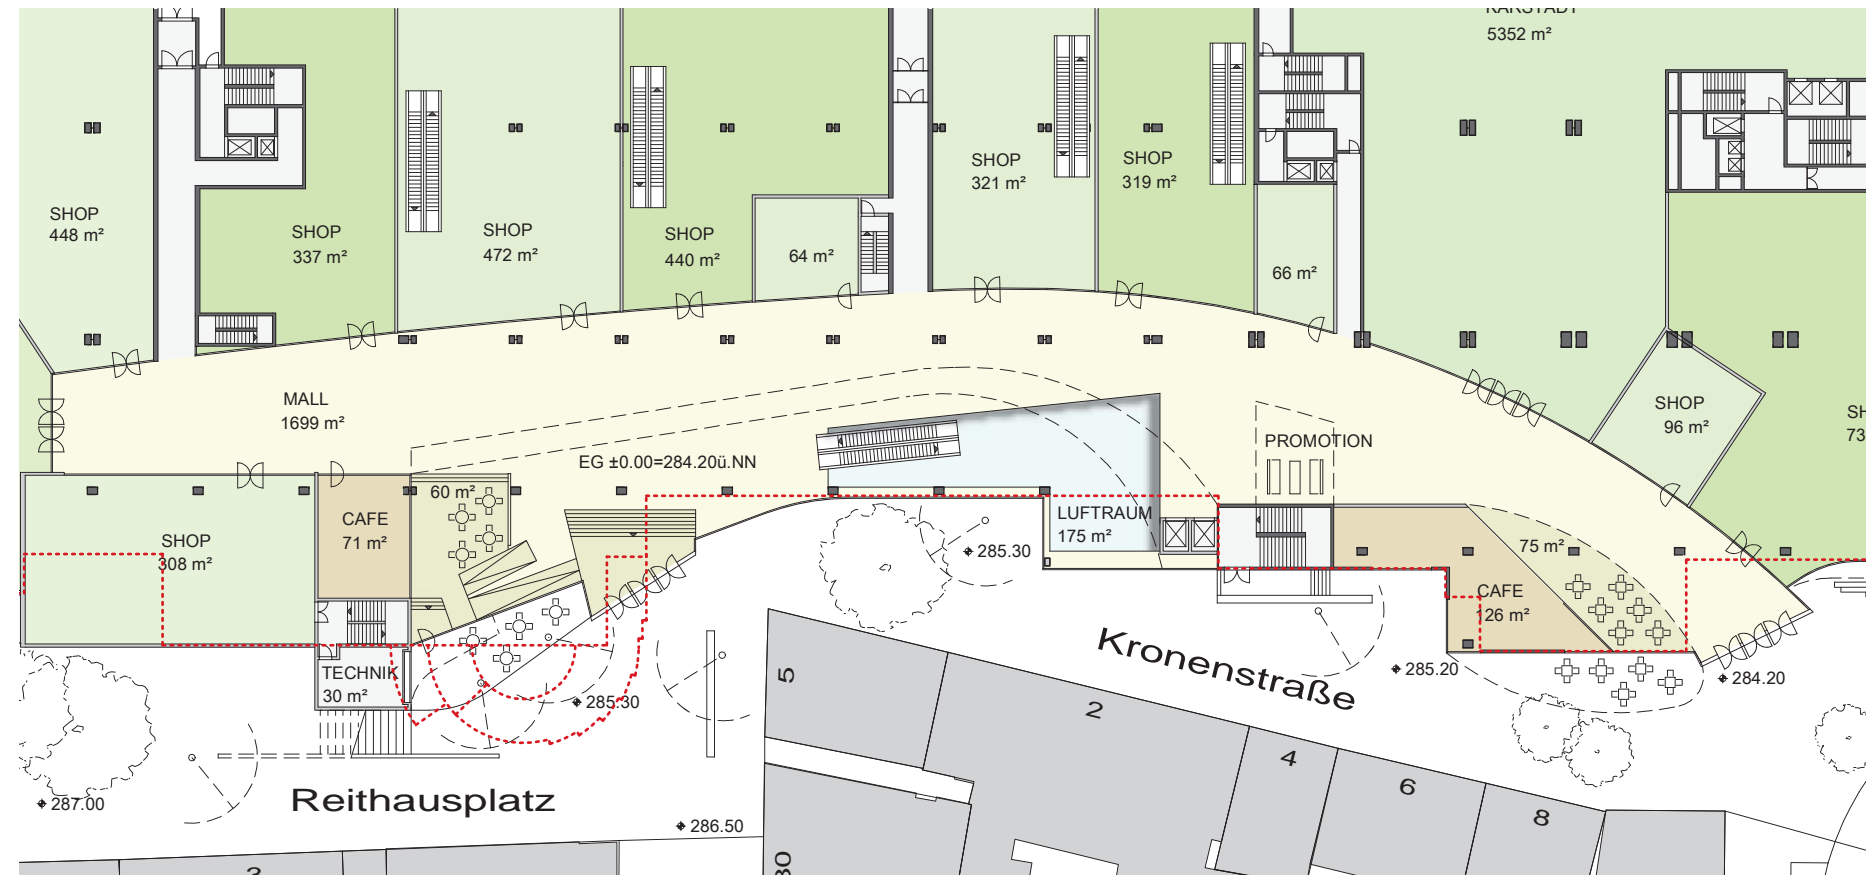 KARSTADT
5352 m²
SHOP
448 m²
SHOP
337 m²
SHOP
472 m²
SHOP
440 m²
64 m²
SHOP
321 m²
SHOP
319 m²
66 m²
SHOP
96 m²
SH
73
MALL
1699 m²
EG ±0.00=284.20ü.NN
PROMOTION
60 m²
CAFE
71 m²
SHOP
308 m²
LUFTRAUM
175 m²
75 m²
CAFE
126 m²
TECHNIK
30 m²
285.30
285.30
285.20
284.20
287.00
286.50
Kronenstraße
Reithausplatz
5
2
4
6
8
3
30